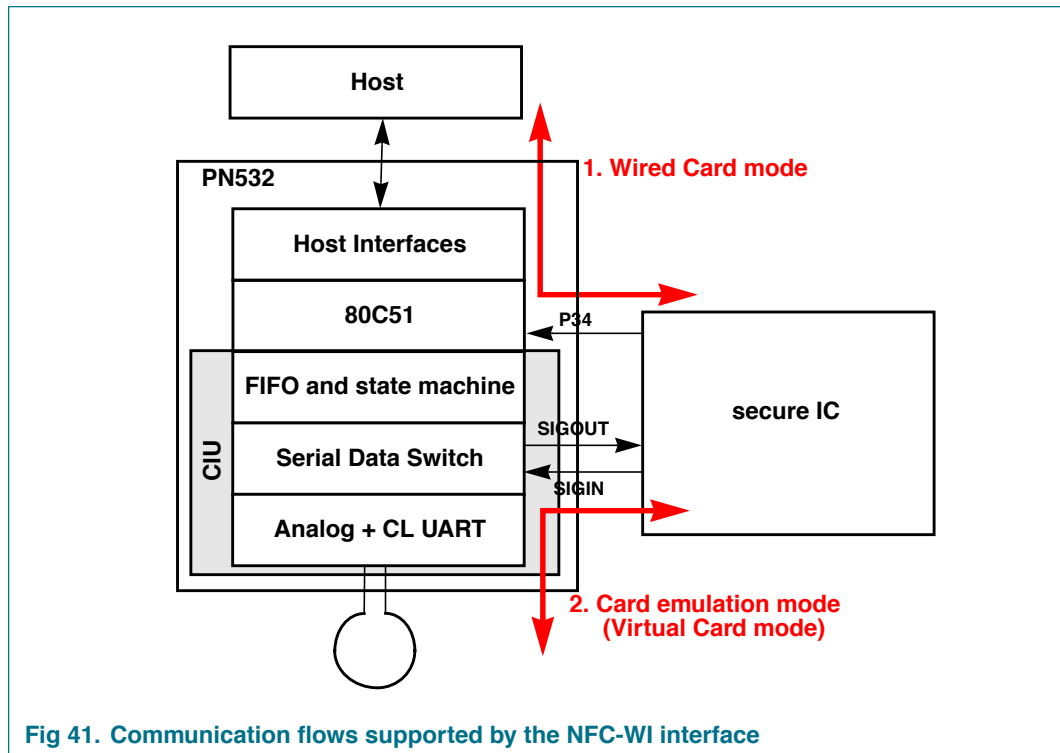 Host
1. Wired Card mode
PN532
Host Interfaces
80C51
P34
FIFO and state machine
secure IC
SIGOUT
CIU
Serial Data Switch
SIGIN
Analog + CL UART
2. Card emulation mode
(Virtual Card mode)
Fig 41. Communication flows supported by the NFC-WI interface